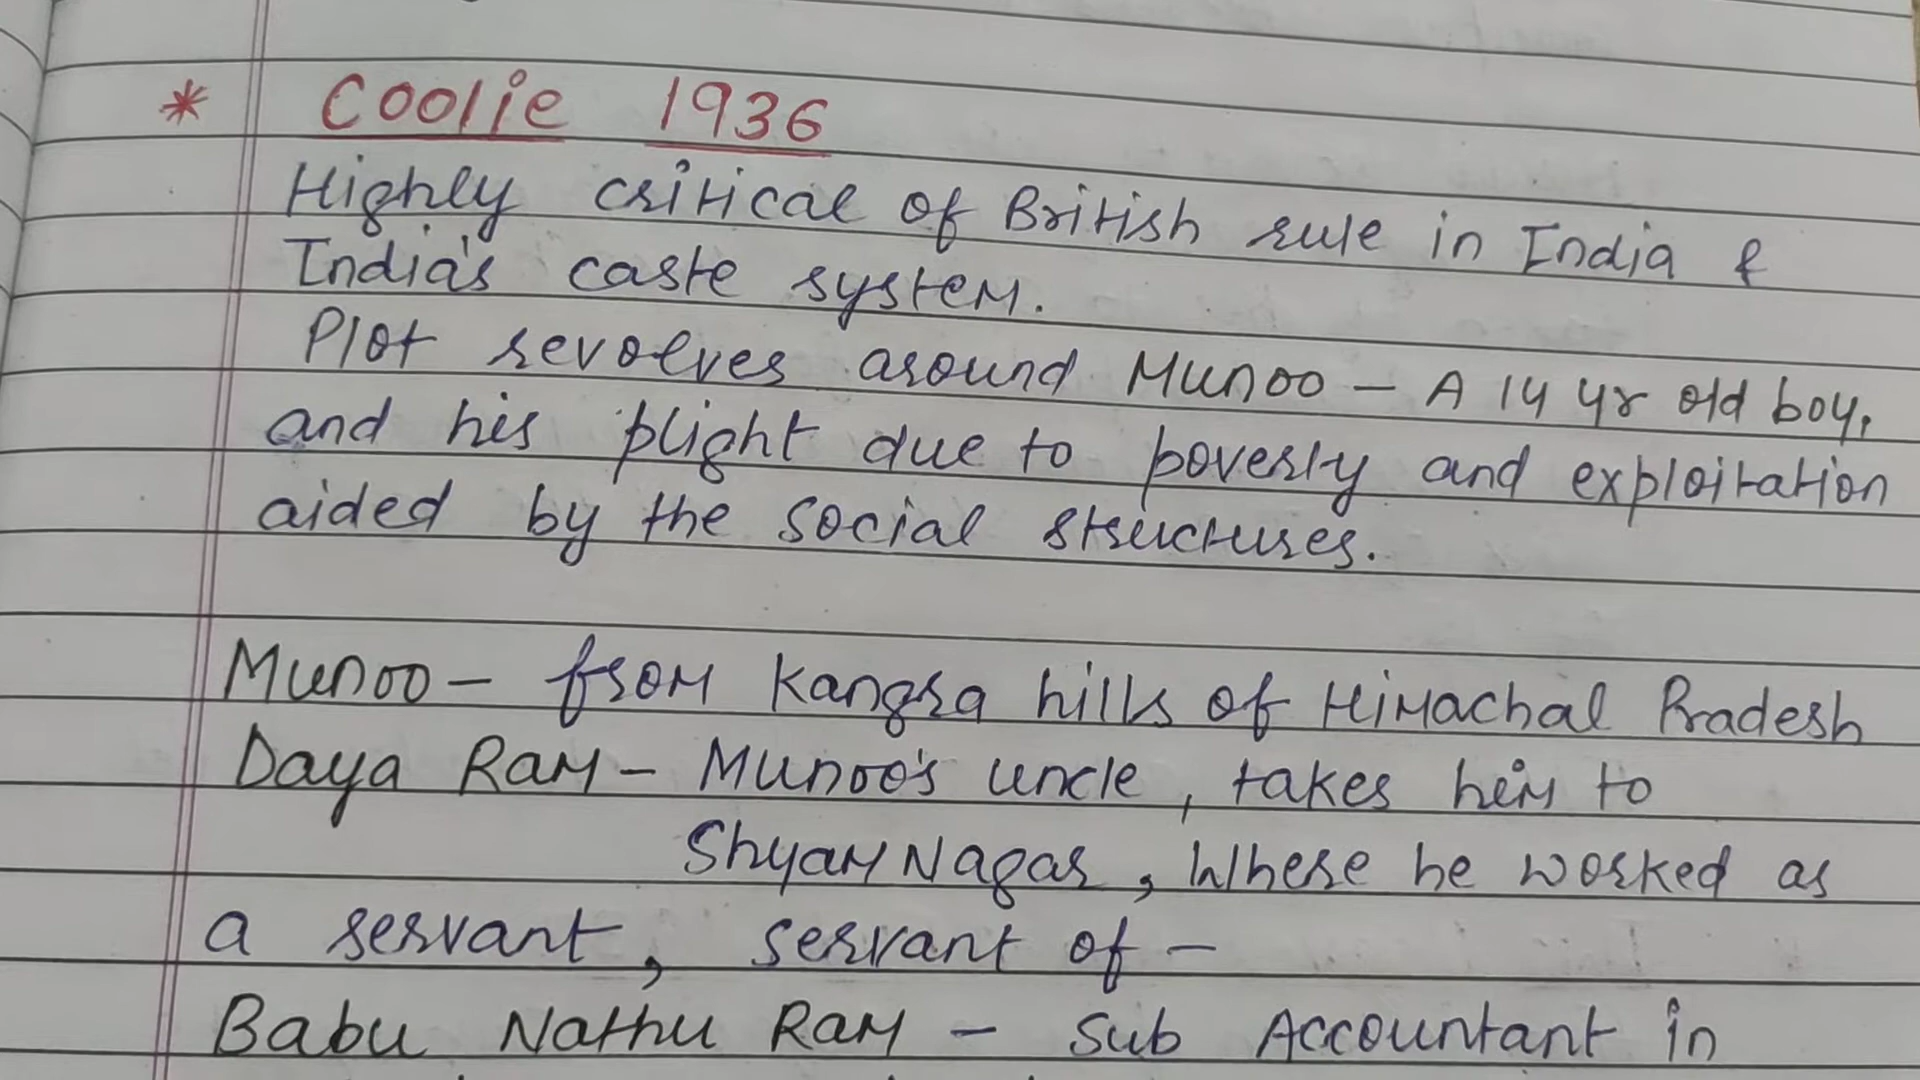 * Coolie 1936
Highly critical of British rule in India &
India's caste system.
Plot revolves around Munoo - A 14 yr old boy,
and his plight due to poverty and exploitation
aided by the social structures.
Munoo - from Kangra hills of Himachal Pradesh
Daya Ram - Munoo's uncle, takes him to
Shyam Nagar, Where he worked as
a servant, servant of -
Babu Nathu Ram - Sub Accountant in